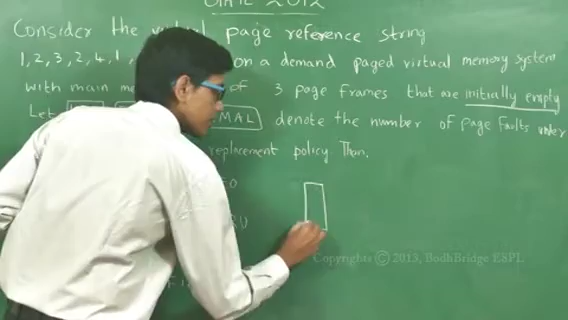 GATE 2012
Consider the virtual page reference string
1, 2, 3, 2, 4, 1, on a demand paged virtual memory system
with main of 3 page frames that are initially empty
Let MAL denote the number of page faults under
replacement policy Than.
Copyrights © 2013, BodhBridge ESPL